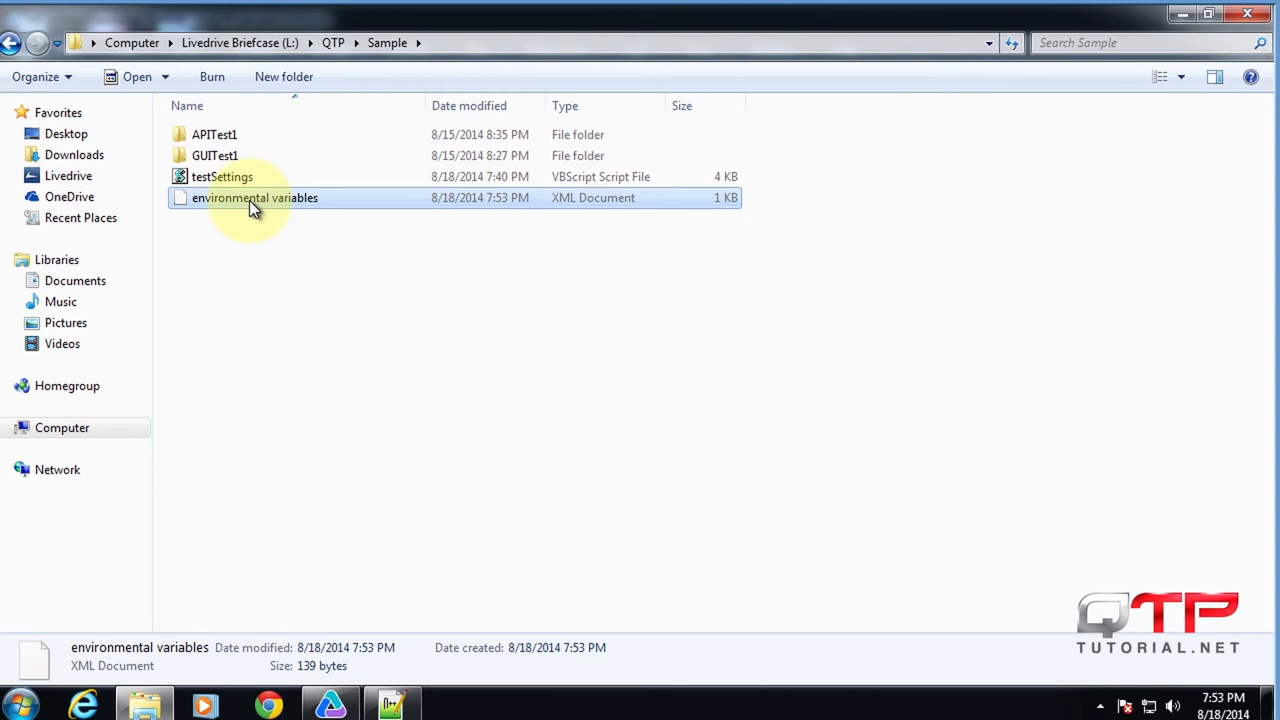 Computer Livedrive Briefcase (L:) QTP Sample
Search Sample
Organize Open Burn New folder
Name Date modified Type Size
Favorites
Desktop
Downloads
Livedrive
OneDrive
Recent Places
Libraries
Documents
Music
Pictures
Videos
Homegroup
Computer
Network
APITest1 8/15/2014 8:35 PM File folder
GUITest1 8/15/2014 8:27 PM File folder
testSettings 8/18/2014 7:40 PM VBScript Script File 4 KB
environmental variables 8/18/2014 7:53 PM XML Document 1 KB
QTP
TUTORIAL.NET
environmental variables Date modified: 8/18/2014 7:53 PM Date created: 8/18/2014 7:53 PM
XML Document Size: 139 bytes
7:53 PM
8/18/2014